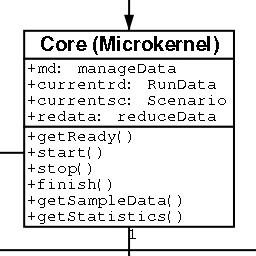 Core (Microkernel)
+md: manageData
+currentrd: RunData
+currentsc: Scenario
+redata: reduceData
+getReady()
+start()
+stop()
+finish()
+getSampleData()
+getStatistics()
1